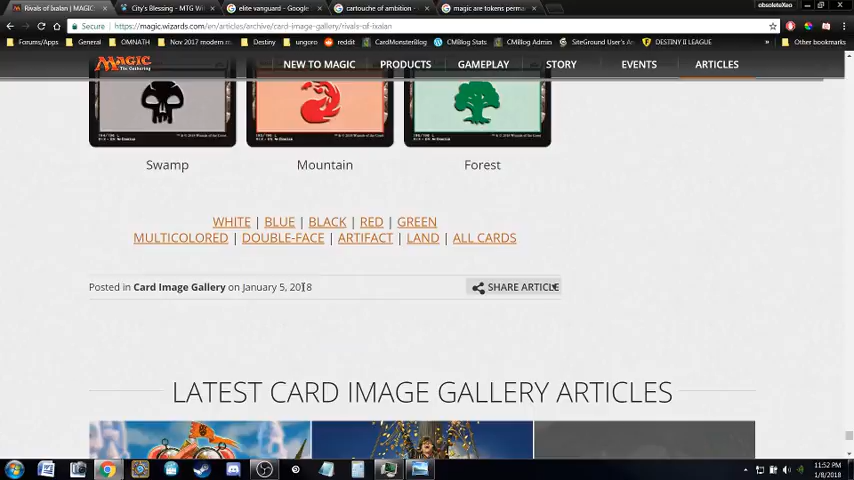 Rivals of Ixalan | MAGIC:
City's Blessing - MTG Wi
elite vanguard - Google
cartouche of ambition -
magic are tokens perma
obsoleteXeo
Secure | https://magic.wizards.com/en/articles/archive/card-image-gallery/rivals-of-ixalan
Forums/Apps General OMNATH Nov 2017 modern ungoro reddit CardMonsterBlog CMBlog Stats CMBlog Admin SiteGround User's A DESTINY II LEAGUE Other bookmarks
MAGIC The Gathering
NEW TO MAGIC PRODUCTS GAMEPLAY STORY EVENTS ARTICLES
Swamp Mountain Forest
WHITE | BLUE | BLACK | RED | GREEN
MULTICOLORED | DOUBLE-FACE | ARTIFACT | LAND | ALL CARDS
Posted in Card Image Gallery on January 5, 2018
SHARE ARTICLE
LATEST CARD IMAGE GALLERY ARTICLES
11:52 PM
1/8/2018